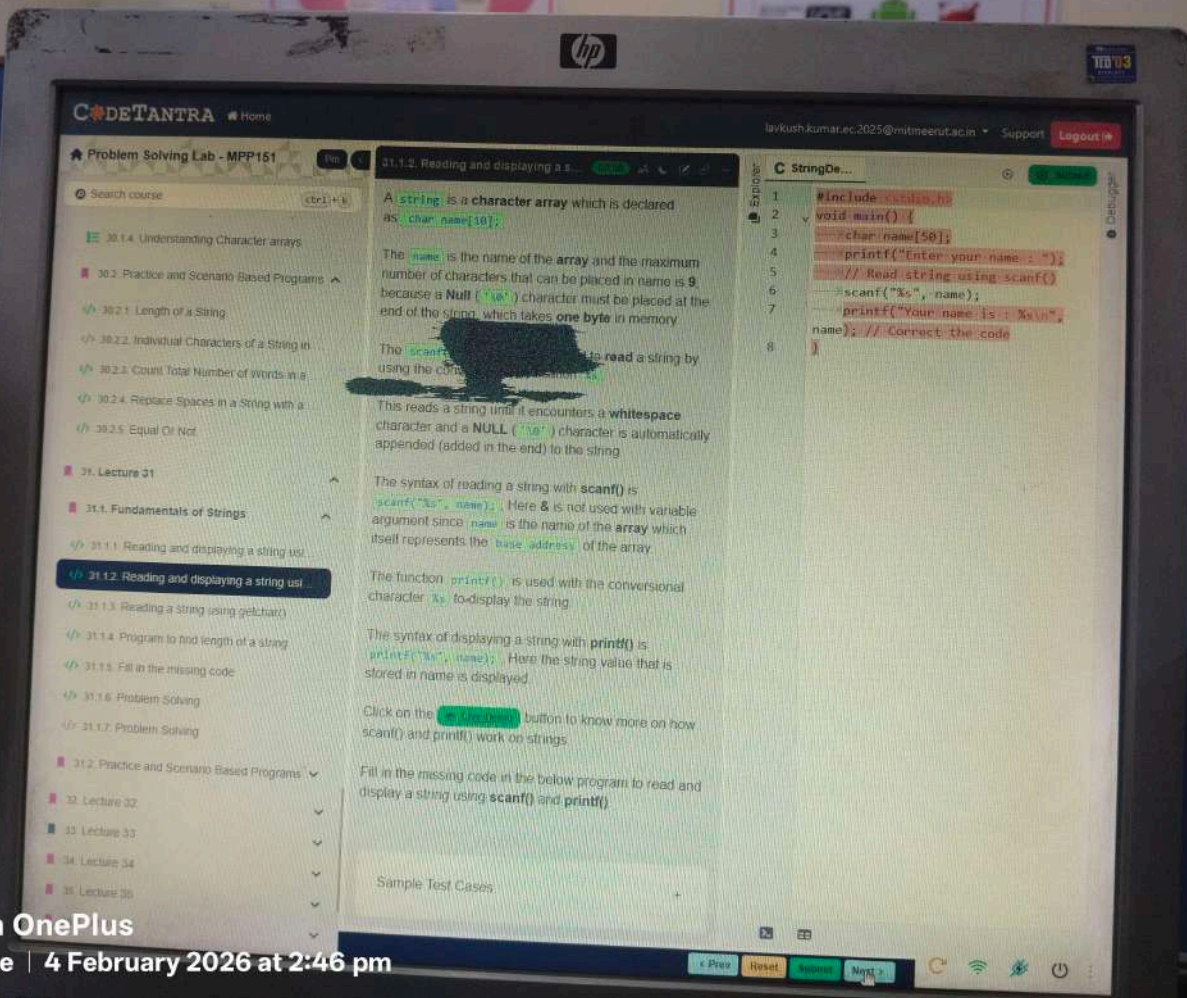 hp
CODETANTRA Home
lavkush.kumar.ec.2025@mitmeerut.ac.in Support Logout
Problem Solving Lab - MPP151
Search course
ctrl + k
30.1.4. Understanding Character arrays
30.2. Practice and Scenario Based Programs
30.2.1. Length of a String
30.2.2. Individual Characters of a String in
30.2.3. Count Total Number of Words in a
30.2.4. Replace Spaces in a String with a
30.2.5. Equal Or Not
31. Lecture 31
31.1. Fundamentals of Strings
31.1.1. Reading and displaying a string usi...
31.1.2. Reading and displaying a string usi...
31.1.3. Reading a string using getchar()
31.1.4. Program to find length of a string
31.1.5. Fill in the missing code
31.1.6. Problem Solving
31.1.7. Problem Solving
31.2. Practice and Scenario Based Programs
32. Lecture 32
33. Lecture 33
34. Lecture 34
35. Lecture 35
31.1.2. Reading and displaying a s...
A string is a character array which is declared
as char name[10];
The name is the name of the array and the maximum
number of characters that can be placed in name is 9,
because a Null ('\0') character must be placed at the
end of the string, which takes one byte in memory
The scanf to read a string by
using the %s
This reads a string until it encounters a whitespace
character and a NULL ('\0') character is automatically
appended (added in the end) to the string
The syntax of reading a string with scanf() is
scanf("%s", name); . Here & is not used with variable
argument since name is the name of the array which
itself represents the base address of the array
The function printf() is used with the conversional
character %s to display the string
The syntax of displaying a string with printf() is
printf("%s", name); . Here the string value that is
stored in name is displayed
Click on the Live Demo button to know more on how
scanf() and printf() work on strings
Fill in the missing code in the below program to read and
display a string using scanf() and printf()
Sample Test Cases +
Explorer
C StringDe...
Submit
Debugger
1 #include <stdio.h>
2 void main() {
3 char name[50];
4 printf("Enter your name : ");
5 // Read string using scanf()
6 scanf("%s", name);
7 printf("Your name is : %s\n",
name); // Correct the code
8 }
< Prev Reset Submit Next >
OnePlus
4 February 2026 at 2:46 pm